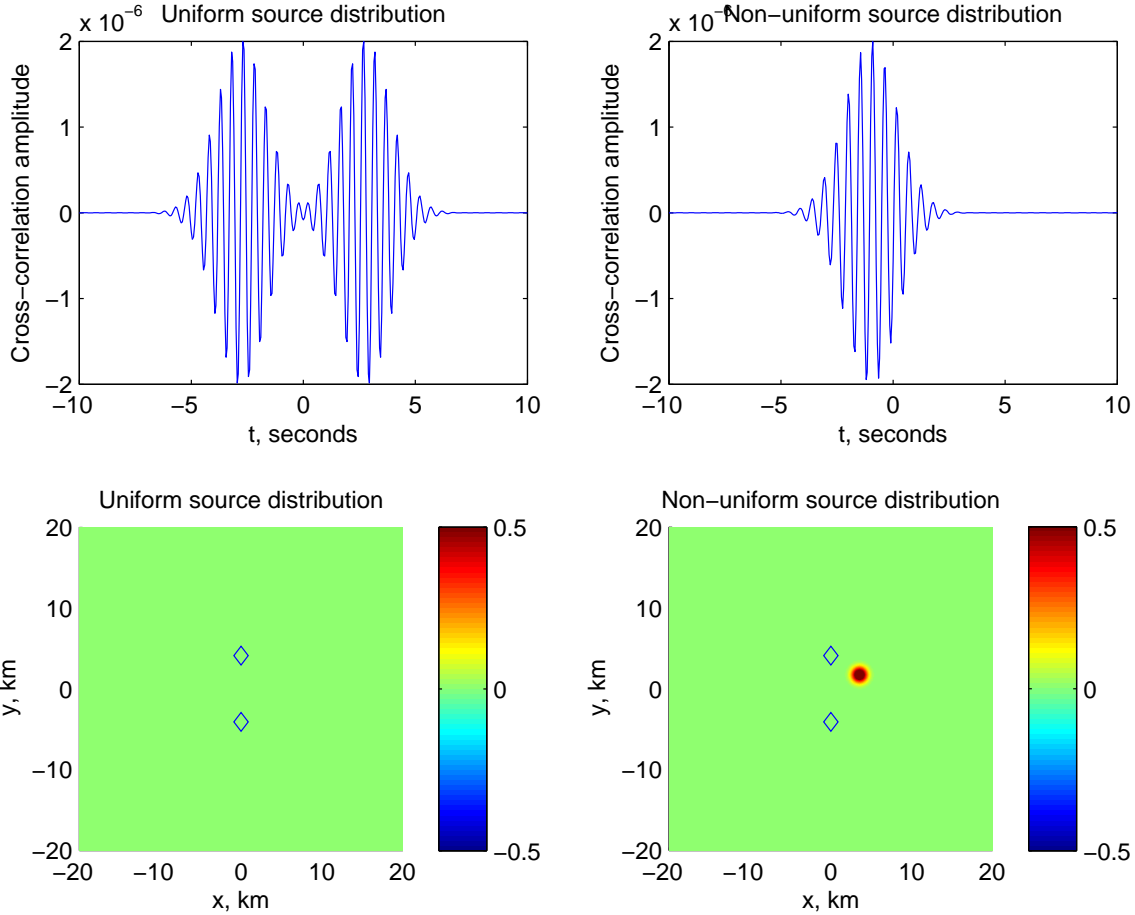 Uniform source distribution
x 10−6
2
1
0
−1
−2
Cross−correlation amplitude
−10 −5 0 5 10
t, seconds
Non−uniform source distribution
x 10−6
2
1
0
−1
−2
Cross−correlation amplitude
−10 −5 0 5 10
t, seconds
Uniform source distribution
20
10
0
−10
−20
y, km
−20 −10 0 10 20
x, km
0.5
0
−0.5
Non−uniform source distribution
20
10
0
−10
−20
y, km
−20 −10 0 10 20
x, km
0.5
0
−0.5